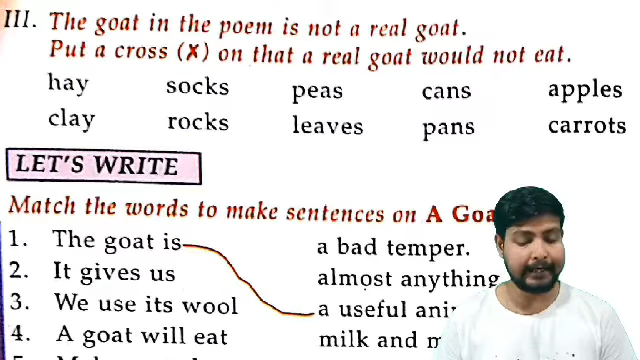 III. The goat in the poem is not a real goat.
Put a cross (✗) on that a real goat would not eat.
hay socks peas cans apples
clay rocks leaves pans carrots
LET'S WRITE
Match the words to make sentences on A
1. The goat is a bad temper.
2. It gives us almost anything
3. We use its wool a useful
4. A goat will eat milk and
5.